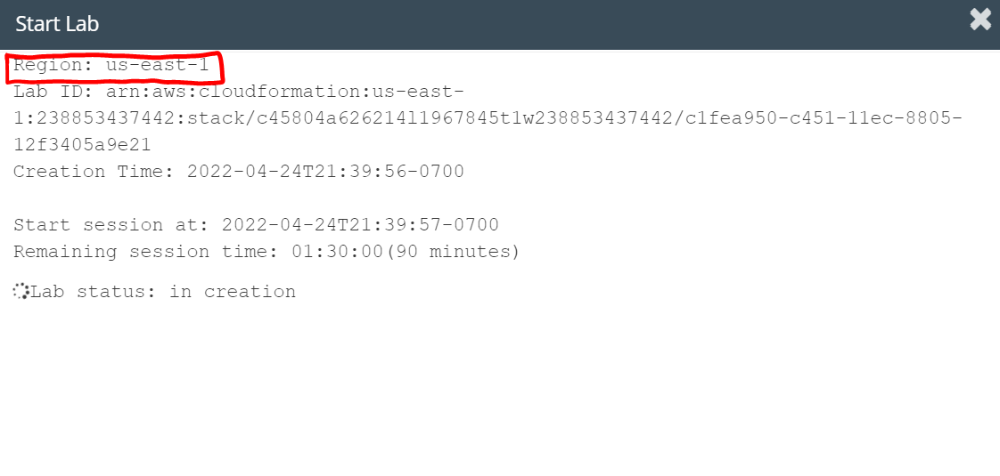 Start Lab
Region: us-east-1
Lab ID: arn:aws:cloudformation:us-east-
1:238853437442:stack/c45804a626214l1967845t1w238853437442/c1fea950-c451-11ec-8805-
12f3405a9e21
Creation Time: 2022-04-24T21:39:56-0700
Start session at: 2022-04-24T21:39:57-0700
Remaining session time: 01:30:00(90 minutes)
Lab status: in creation